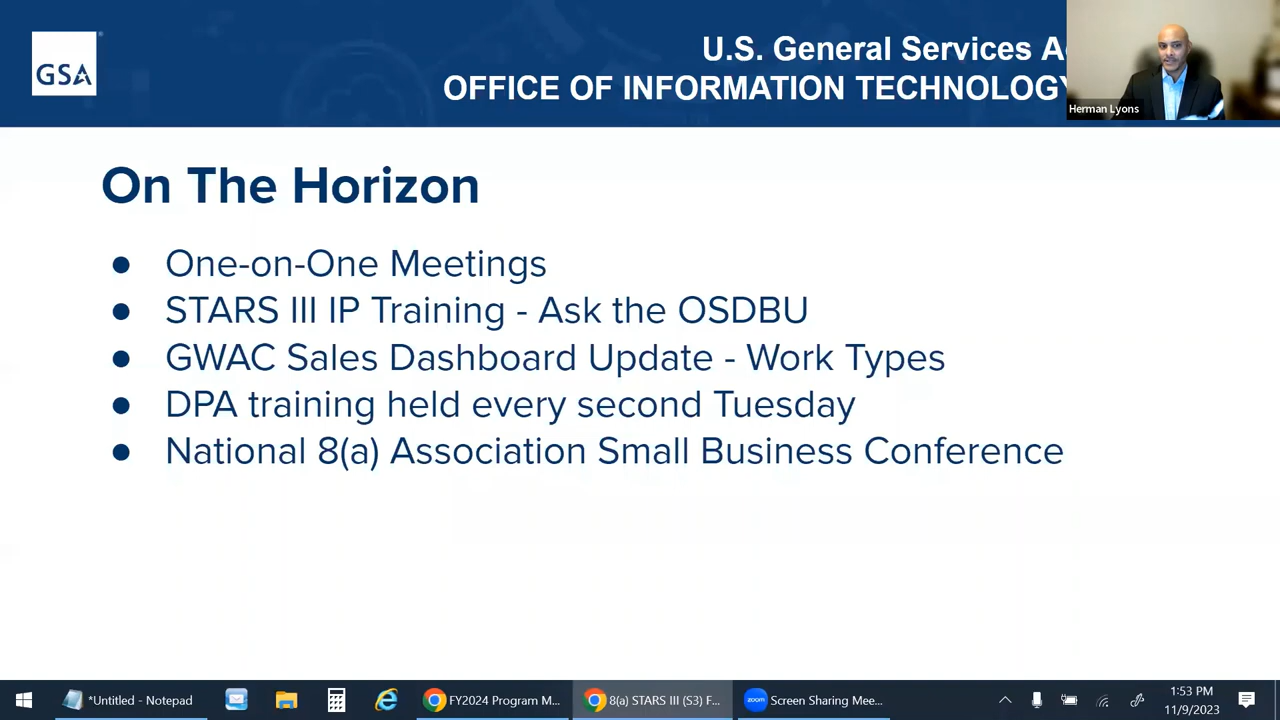 GSA
U.S. General Services A
OFFICE OF INFORMATION TECHNOLOGY
Herman Lyons
On The Horizon
● One-on-One Meetings
● STARS III IP Training - Ask the OSDBU
● GWAC Sales Dashboard Update - Work Types
● DPA training held every second Tuesday
● National 8(a) Association Small Business Conference
*Untitled - Notepad
FY2024 Program M...
8(a) STARS III (S3) F...
zoom
Screen Sharing Mee...
1:53 PM
11/9/2023